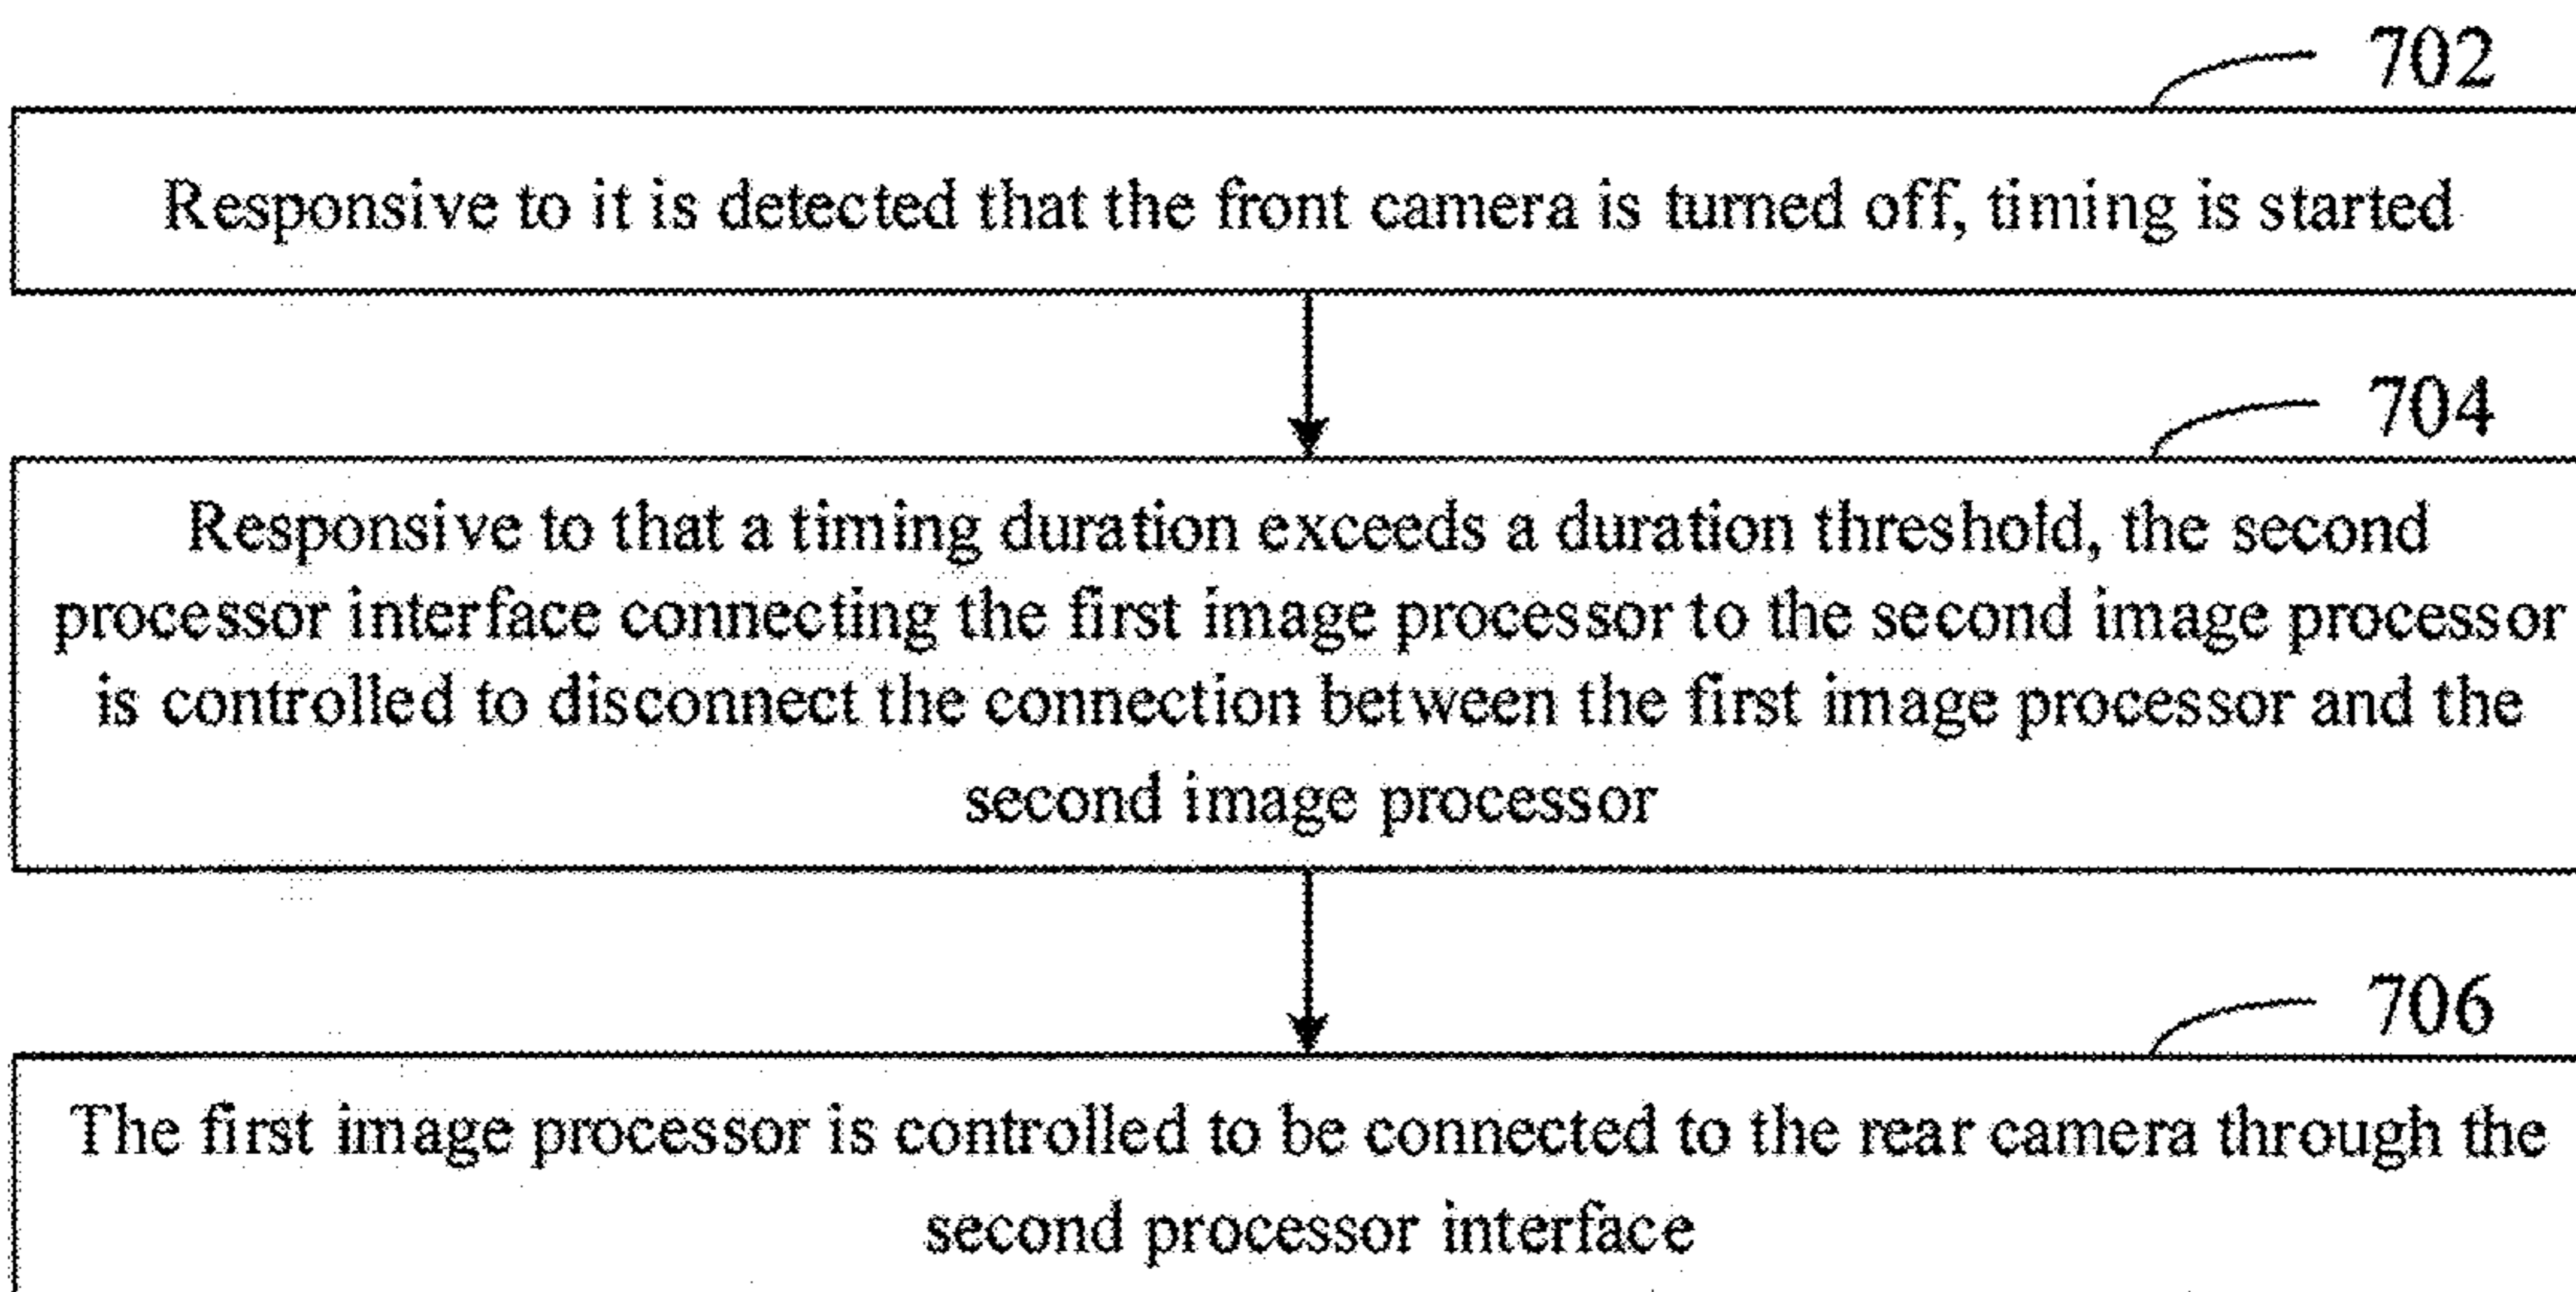 702
Responsive to it is detected that the front camera is turned off, timing is started
704
Responsive to that a timing duration exceeds a duration threshold, the second
processor interface connecting the first image processor to the second image processor
is controlled to disconnect the connection between the first image processor and the
second image processor
706
The first image processor is controlled to be connected to the rear camera through the
second processor interface